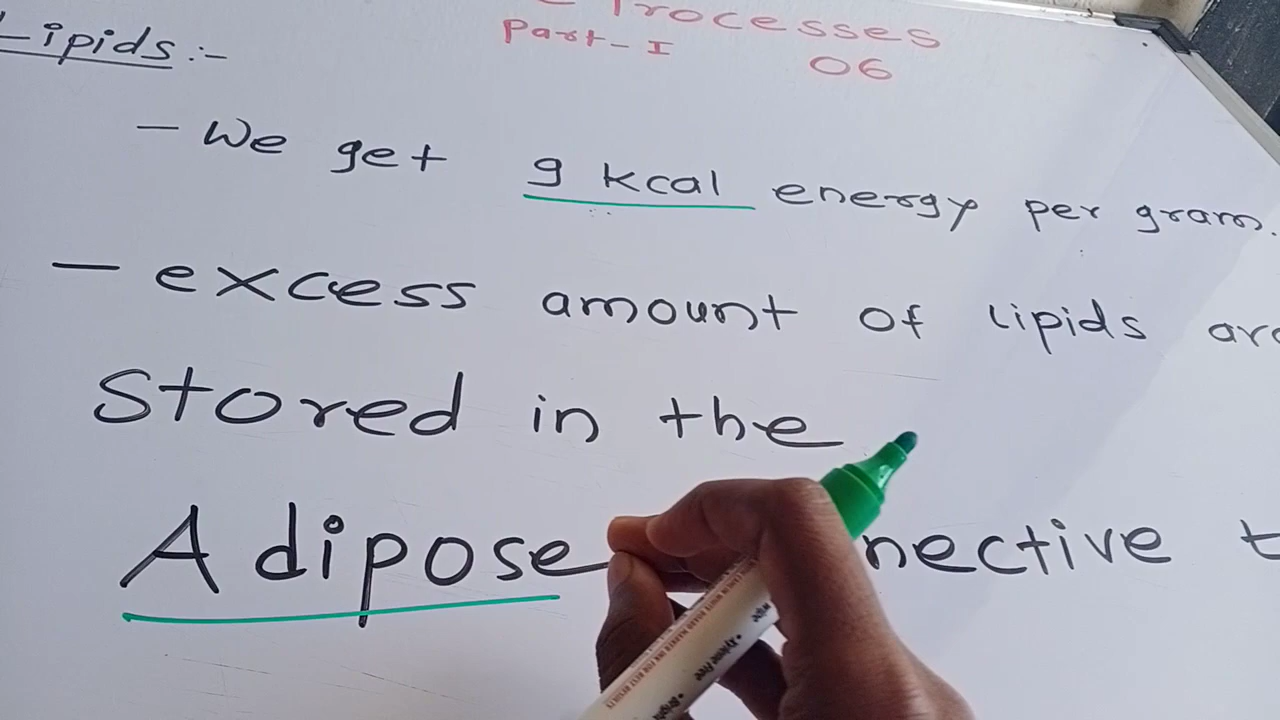 Processes
Part-I 06
Lipids:-
- We get 9 kcal energy per gram.
- excess amount of lipids are
Stored in the
Adipose nective t